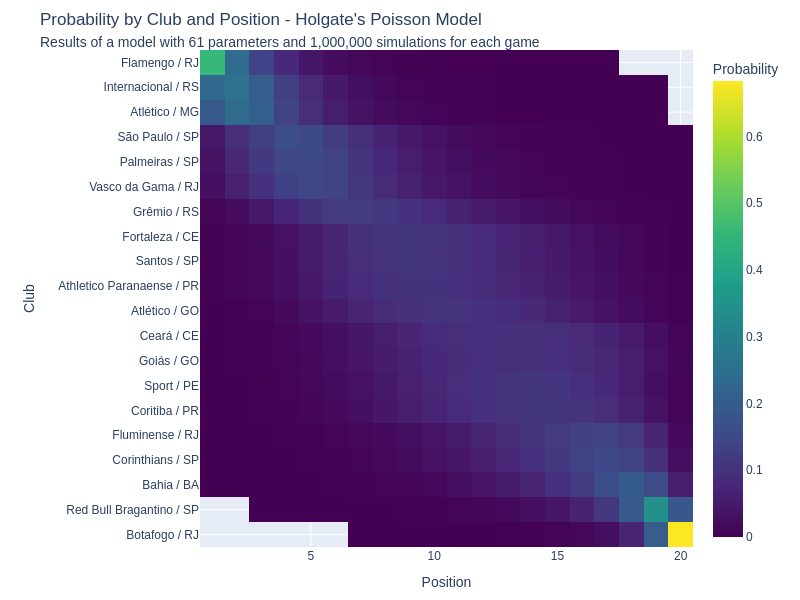 Probability by Club and Position - Holgate's Poisson Model
Results of a model with 61 parameters and 1,000,000 simulations for each game
Probability
Flamengo / RJ
Internacional / RS
Atlético / MG
São Paulo / SP
Palmeiras / SP
Vasco da Gama / RJ
Grêmio / RS
Fortaleza / CE
Santos / SP
Athletico Paranaense / PR
Atlético / GO
Ceará / CE
Goiás / GO
Sport / PE
Coritiba / PR
Fluminense / RJ
Corinthians / SP
Bahia / BA
Red Bull Bragantino / SP
Botafogo / RJ
Club
5
10
15
20
Position
0.6
0.5
0.4
0.3
0.2
0.1
0